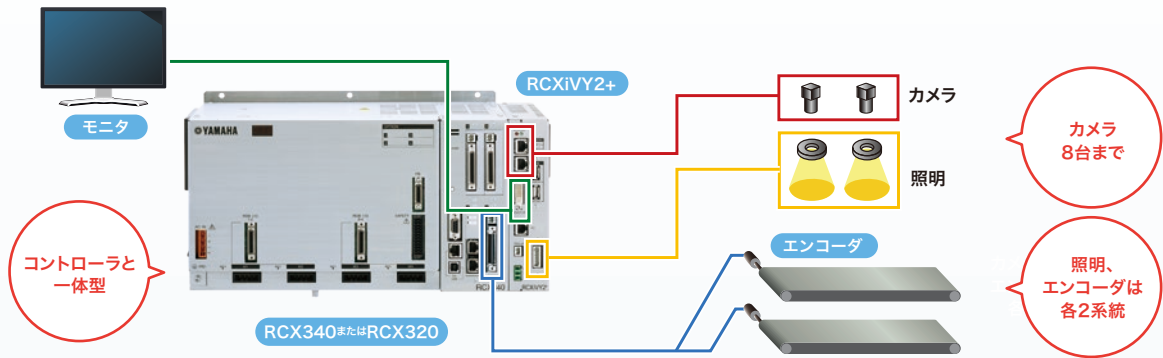 モニタ
RCXiVY2+
カメラ
照明
カメラ
8台まで
YAMAHA
コントローラと
一体型
エンコーダ
照明、
エンコーダは
各2系統
RCX340
RCXiVY2+
RCX340またはRCX320